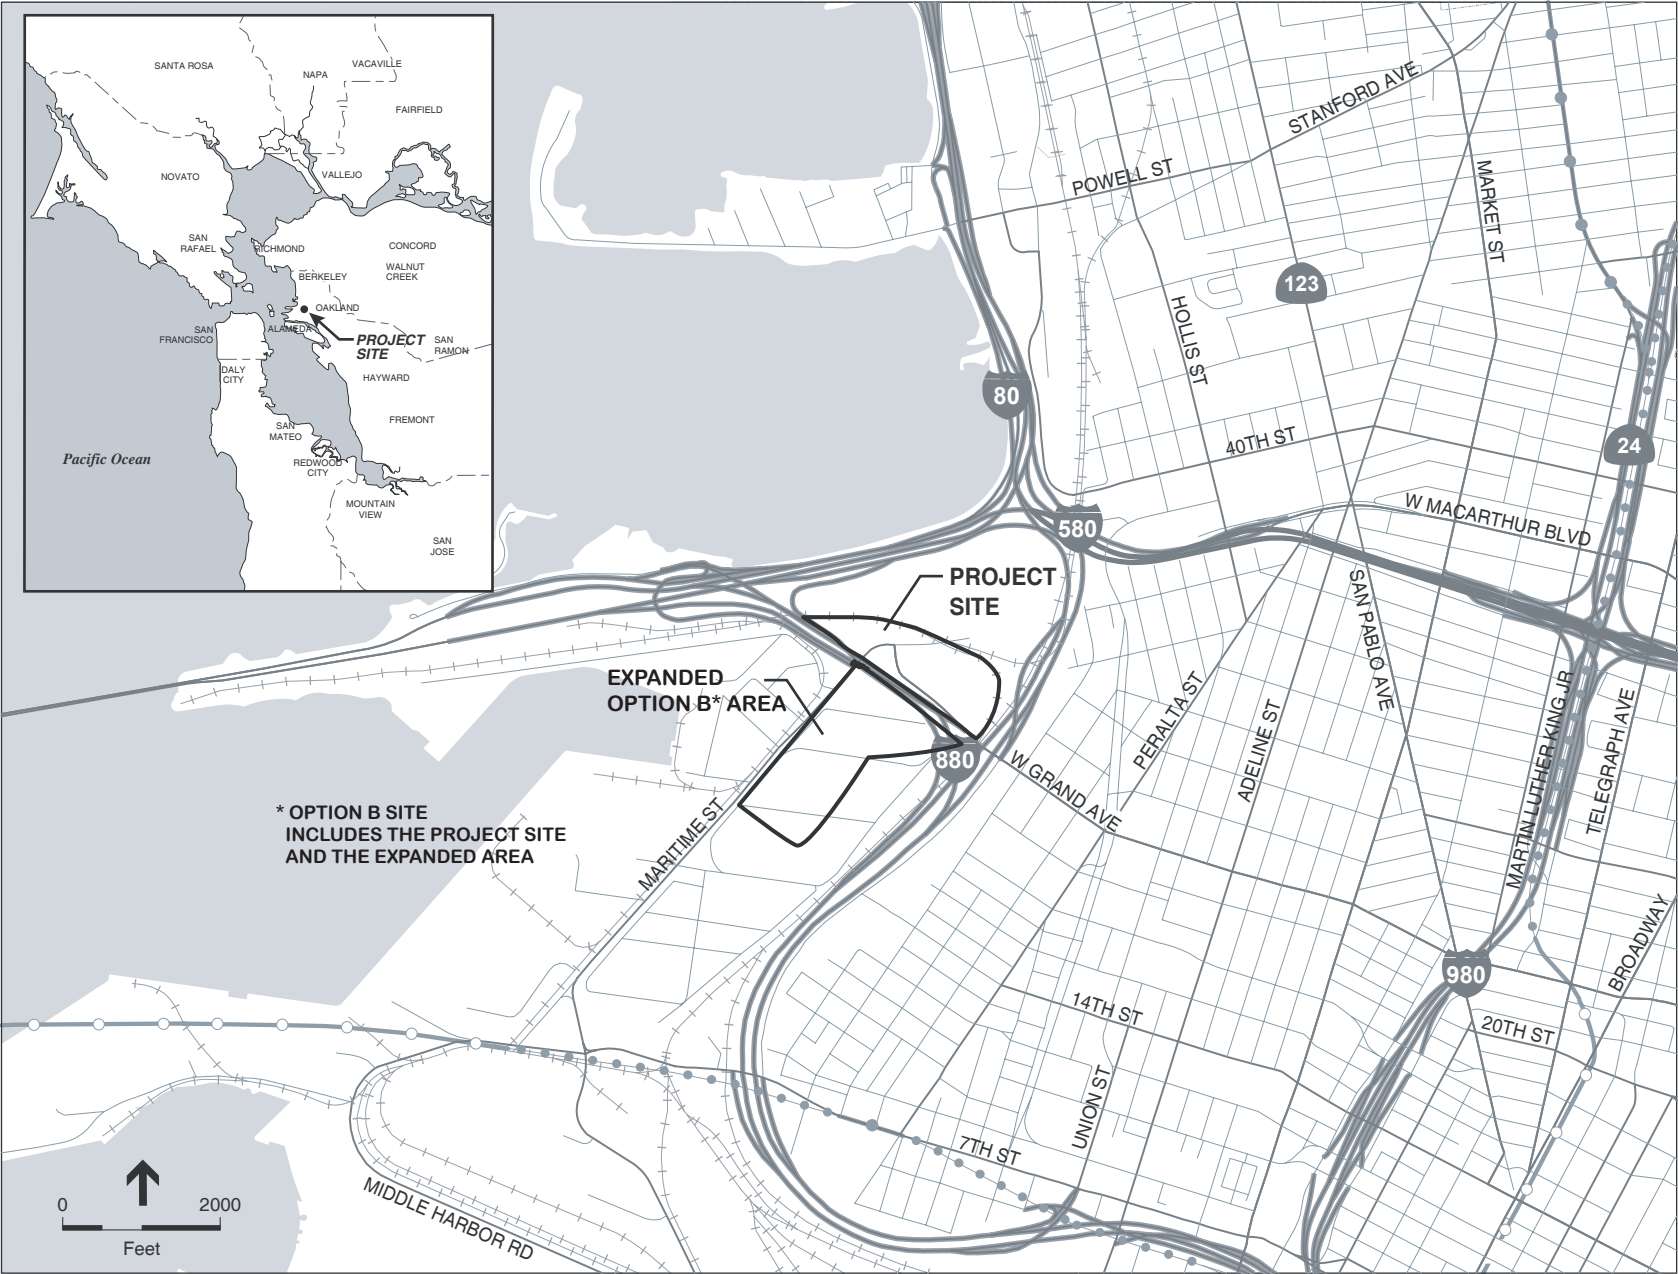 SANTA ROSA
NAPA
VACAVILLE
FAIRFIELD
NOVATO
VALLEJO
SAN
RAFAEL
RICHMOND
CONCORD
BERKELEY
WALNUT
CREEK
OAKLAND
SAN
FRANCISCO
ALAMEDA
PROJECT
SITE
SAN
RAMON
DALY
CITY
HAYWARD
FREMONT
SAN
MATEO
Pacific Ocean
REDWOOD
CITY
MOUNTAIN
VIEW
SAN
JOSE
STANFORD AVE
POWELL ST
MARKET ST
123
HOLLIS ST
80
40TH ST
24
W MACARTHUR BLVD
580
PROJECT
SITE
SAN PABLO AVE
EXPANDED
OPTION B* AREA
880
W GRAND AVE
PERALTA ST
ADELINE ST
MARTIN LUTHER KING JR
TELEGRAPH AVE
* OPTION B SITE
INCLUDES THE PROJECT SITE
AND THE EXPANDED AREA
MARITIME ST
BROADWAY
980
14TH ST
20TH ST
UNION ST
7TH ST
MIDDLE HARBOR RD
0 2000
Feet